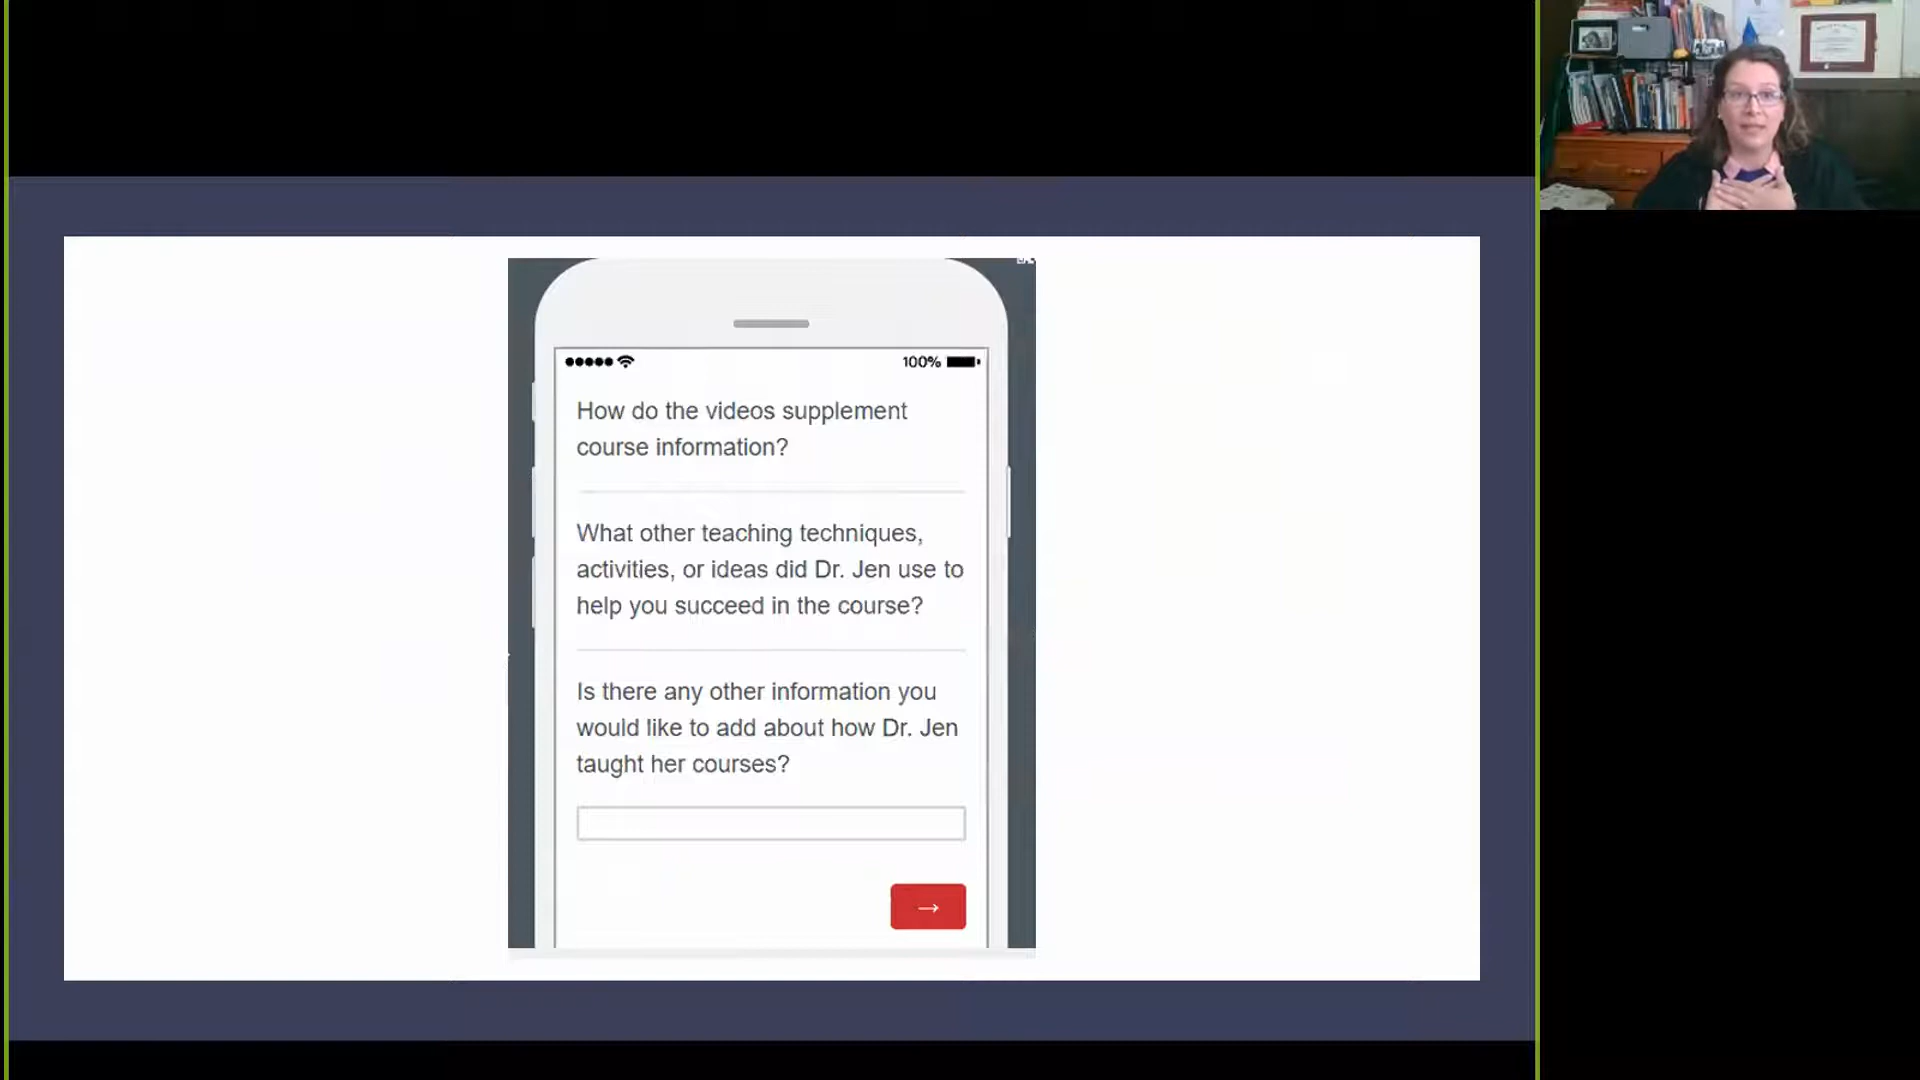 100%
How do the videos supplement
course information?
What other teaching techniques,
activities, or ideas did Dr. Jen use to
help you succeed in the course?
Is there any other information you
would like to add about how Dr. Jen
taught her courses?
→